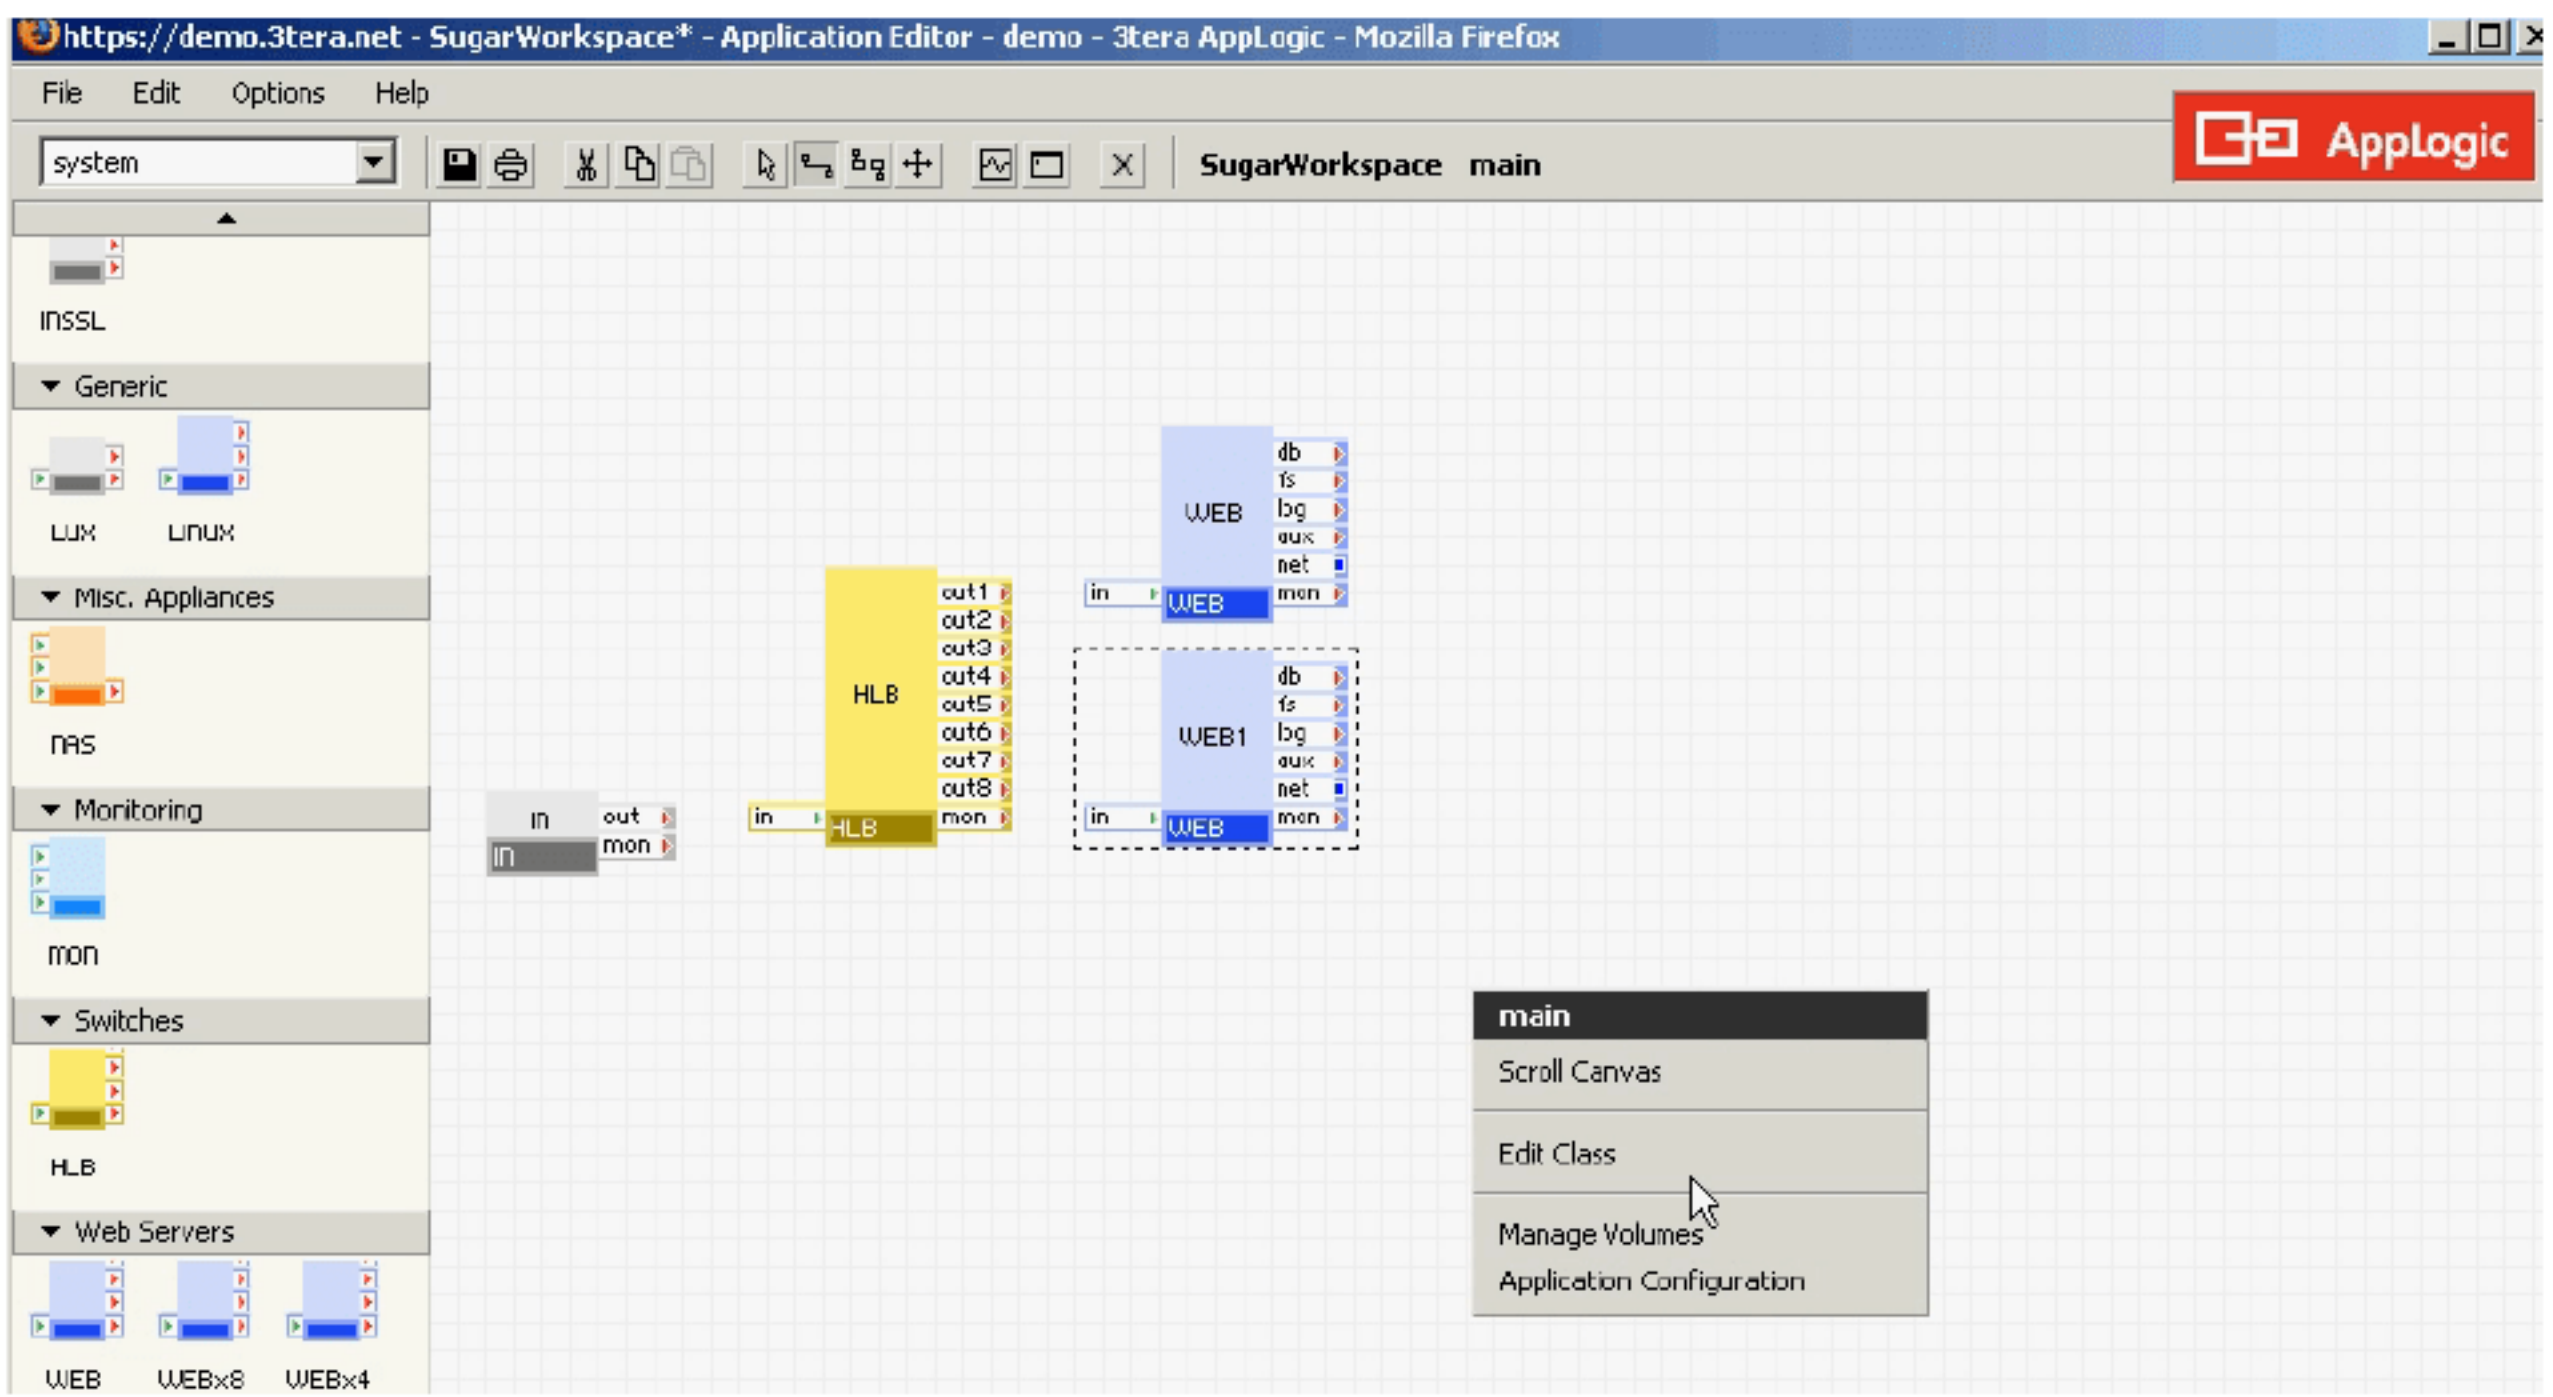 https://demo.3tera.net - SugarWorkspace* - Application Editor - demo - 3tera AppLogic - Mozilla Firefox
File Edit Options Help
system
SugarWorkspace main
AppLogic
INSSL
Generic
LUX LINUX
Misc. Appliances
NAS
Monitoring
MON
Switches
HLB
Web Servers
WEB WEBx8 WEBx4
in
IN
out
mon
in
HLB
HLB
out1
out2
out3
out4
out5
out6
out7
out8
mon
in
WEB
WEB
db
fs
log
aux
net
mon
in
WEB1
WEB
db
fs
log
aux
net
mon
main
Scroll Canvas
Edit Class
Manage Volumes
Application Configuration